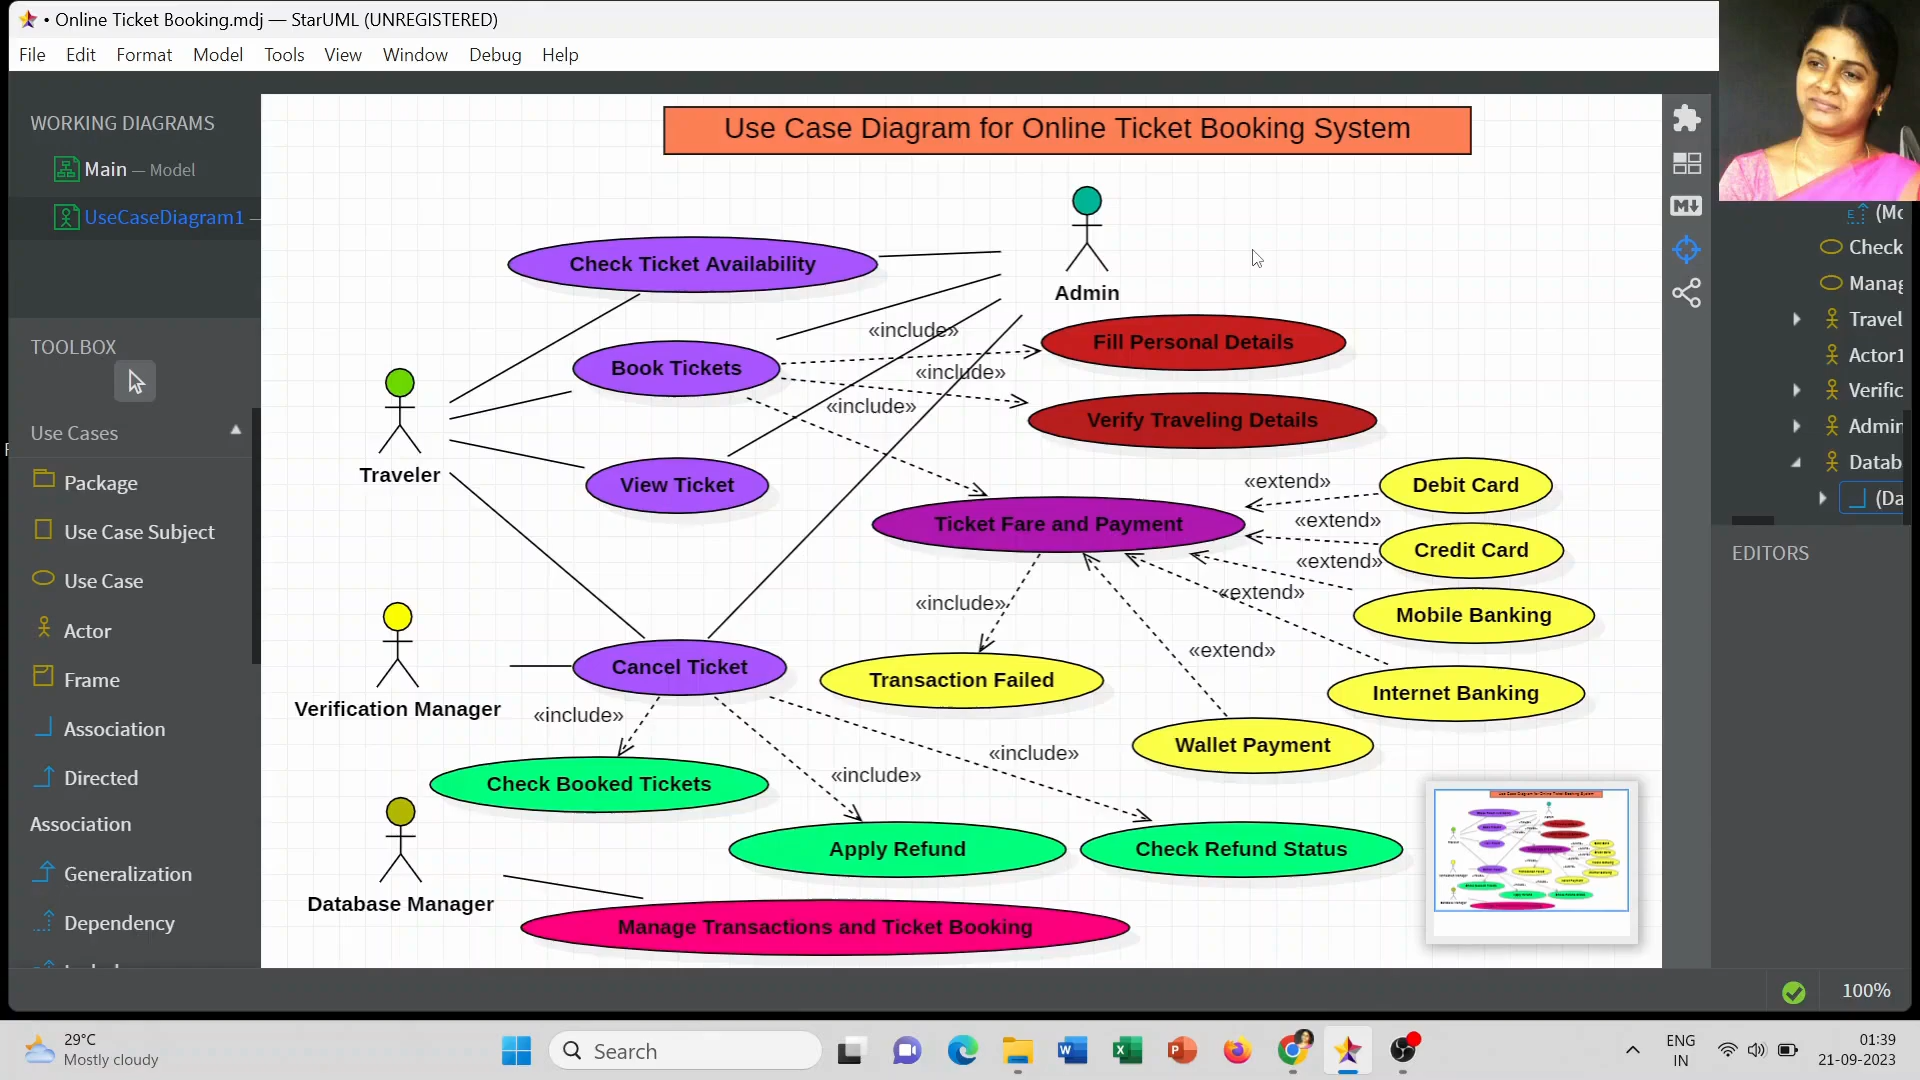 • Online Ticket Booking.mdj — StarUML (UNREGISTERED)
File Edit Format Model Tools View Window Debug Help
WORKING DIAGRAMS
Main — Model
UseCaseDiagram1 —
TOOLBOX
Use Cases
Package
Use Case Subject
Use Case
Actor
Frame
Association
Directed
Association
Generalization
Dependency
Use Case Diagram for Online Ticket Booking System
Admin
Check Ticket Availability
«include»
Fill Personal Details
Book Tickets
«include»
«include»
Verify Traveling Details
Traveler
View Ticket
«extend»
Debit Card
Ticket Fare and Payment
«extend»
Credit Card
«extend»
«extend»
«include»
Mobile Banking
«extend»
Cancel Ticket
Transaction Failed
Internet Banking
Verification Manager
«include»
Wallet Payment
«include»
«include»
Check Booked Tickets
Apply Refund
Check Refund Status
Database Manager
Manage Transactions and Ticket Booking
M
(Mo
Check
Manag
Travel
Actor1
Verific
Admin
Datab
(Da
EDITORS
100%
29°C
Mostly cloudy
Search
ENG
IN
01:39
21-09-2023